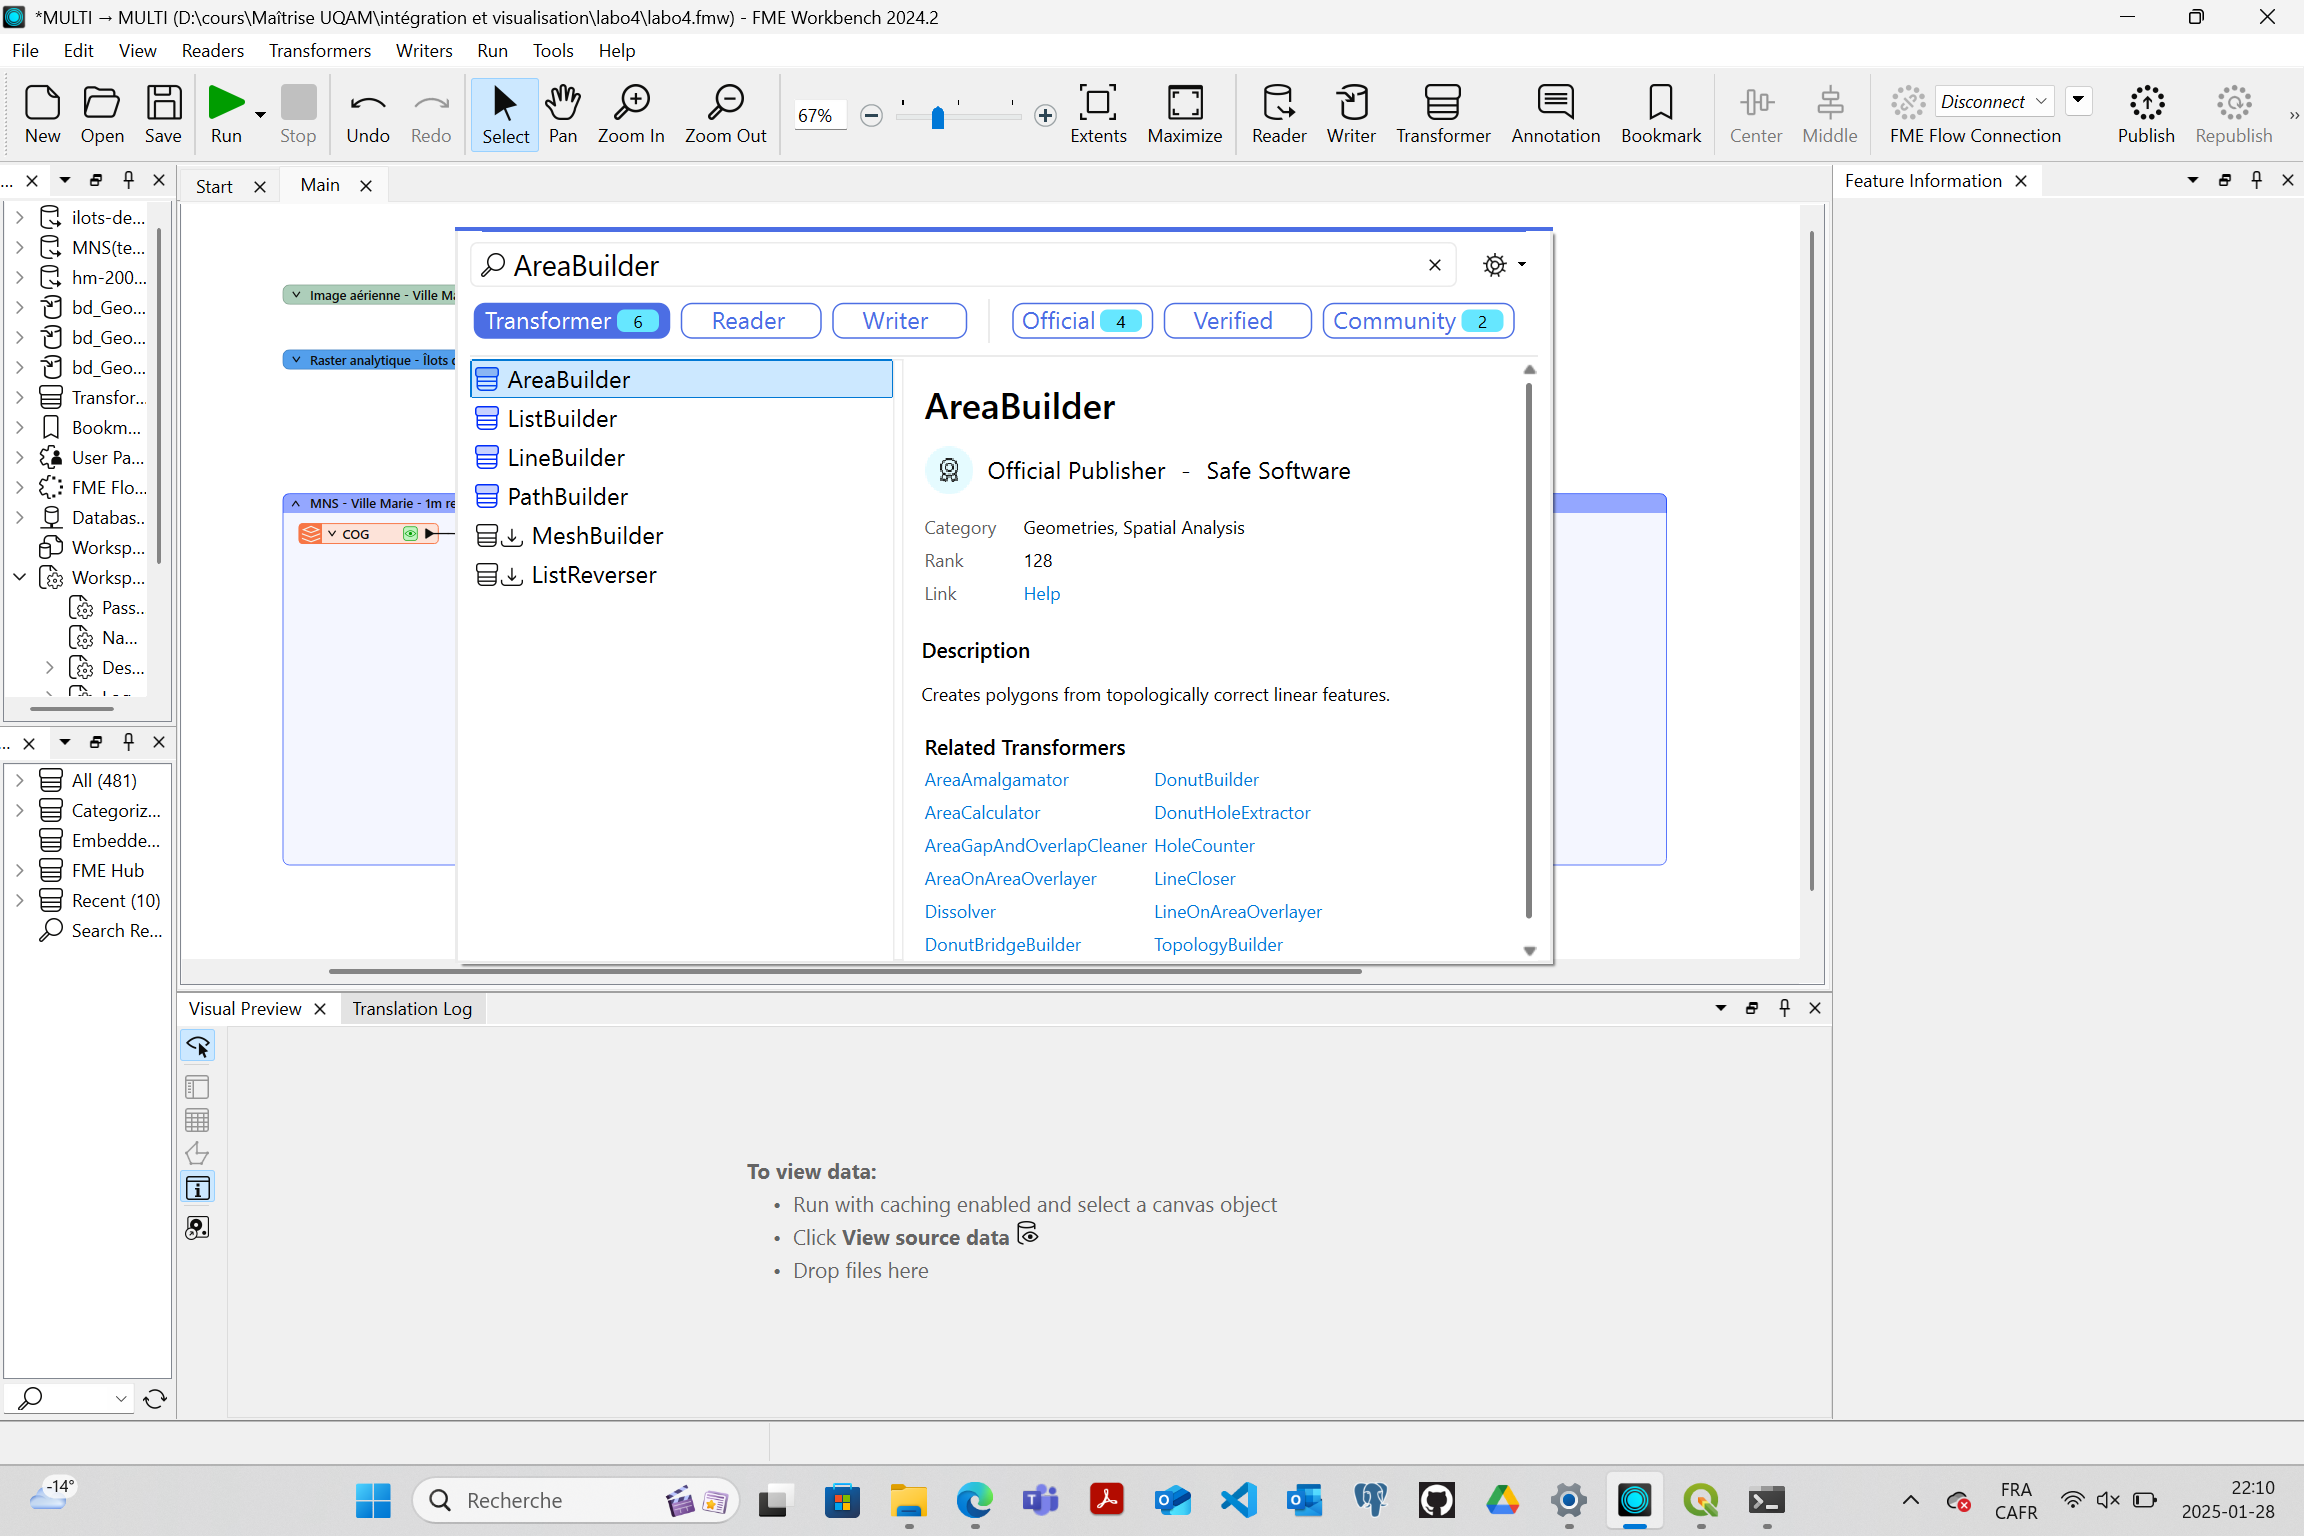 *MULTI → MULTI (D:\cours\Maîtrise UQAM\intégration et visualisation\labo4\labo4.fmw) - FME Workbench 2024.2
File Edit View Readers Transformers Writers Run Tools Help
New Open Save Run Stop Undo Redo Select Pan Zoom In Zoom Out 67% Extents Maximize Reader Writer Transformer Annotation Bookmark Center Middle Disconnect FME Flow Connection Publish Republish
...
ilots-de...
MNS(te...
hm-200...
bd_Geo...
bd_Geo...
bd_Geo...
Transfor...
Bookm...
User Pa...
FME Flo...
Databas...
Worksp...
Worksp...
Pass...
Na...
Des...
...
All (481)
Categoriz...
Embedde...
FME Hub
Recent (10)
Search Re...
Start Main
Image aérienne - Ville Ma
Raster analytique - Îlots
MNS - Ville Marie - 1m re
COG
AreaBuilder
Transformer 6 Reader Writer Official 4 Verified Community 2
AreaBuilder
ListBuilder
LineBuilder
PathBuilder
MeshBuilder
ListReverser
AreaBuilder
Official Publisher - Safe Software
Category Geometries, Spatial Analysis
Rank 128
Link Help
Description
Creates polygons from topologically correct linear features.
Related Transformers
AreaAmalgamator DonutBuilder
AreaCalculator DonutHoleExtractor
AreaGapAndOverlapCleaner HoleCounter
AreaOnAreaOverlayer LineCloser
Dissolver LineOnAreaOverlayer
DonutBridgeBuilder TopologyBuilder
Feature Information
Visual Preview Translation Log
To view data:
• Run with caching enabled and select a canvas object
• Click View source data
• Drop files here
-14°
Recherche
FRA
CAFR
22:10
2025-01-28